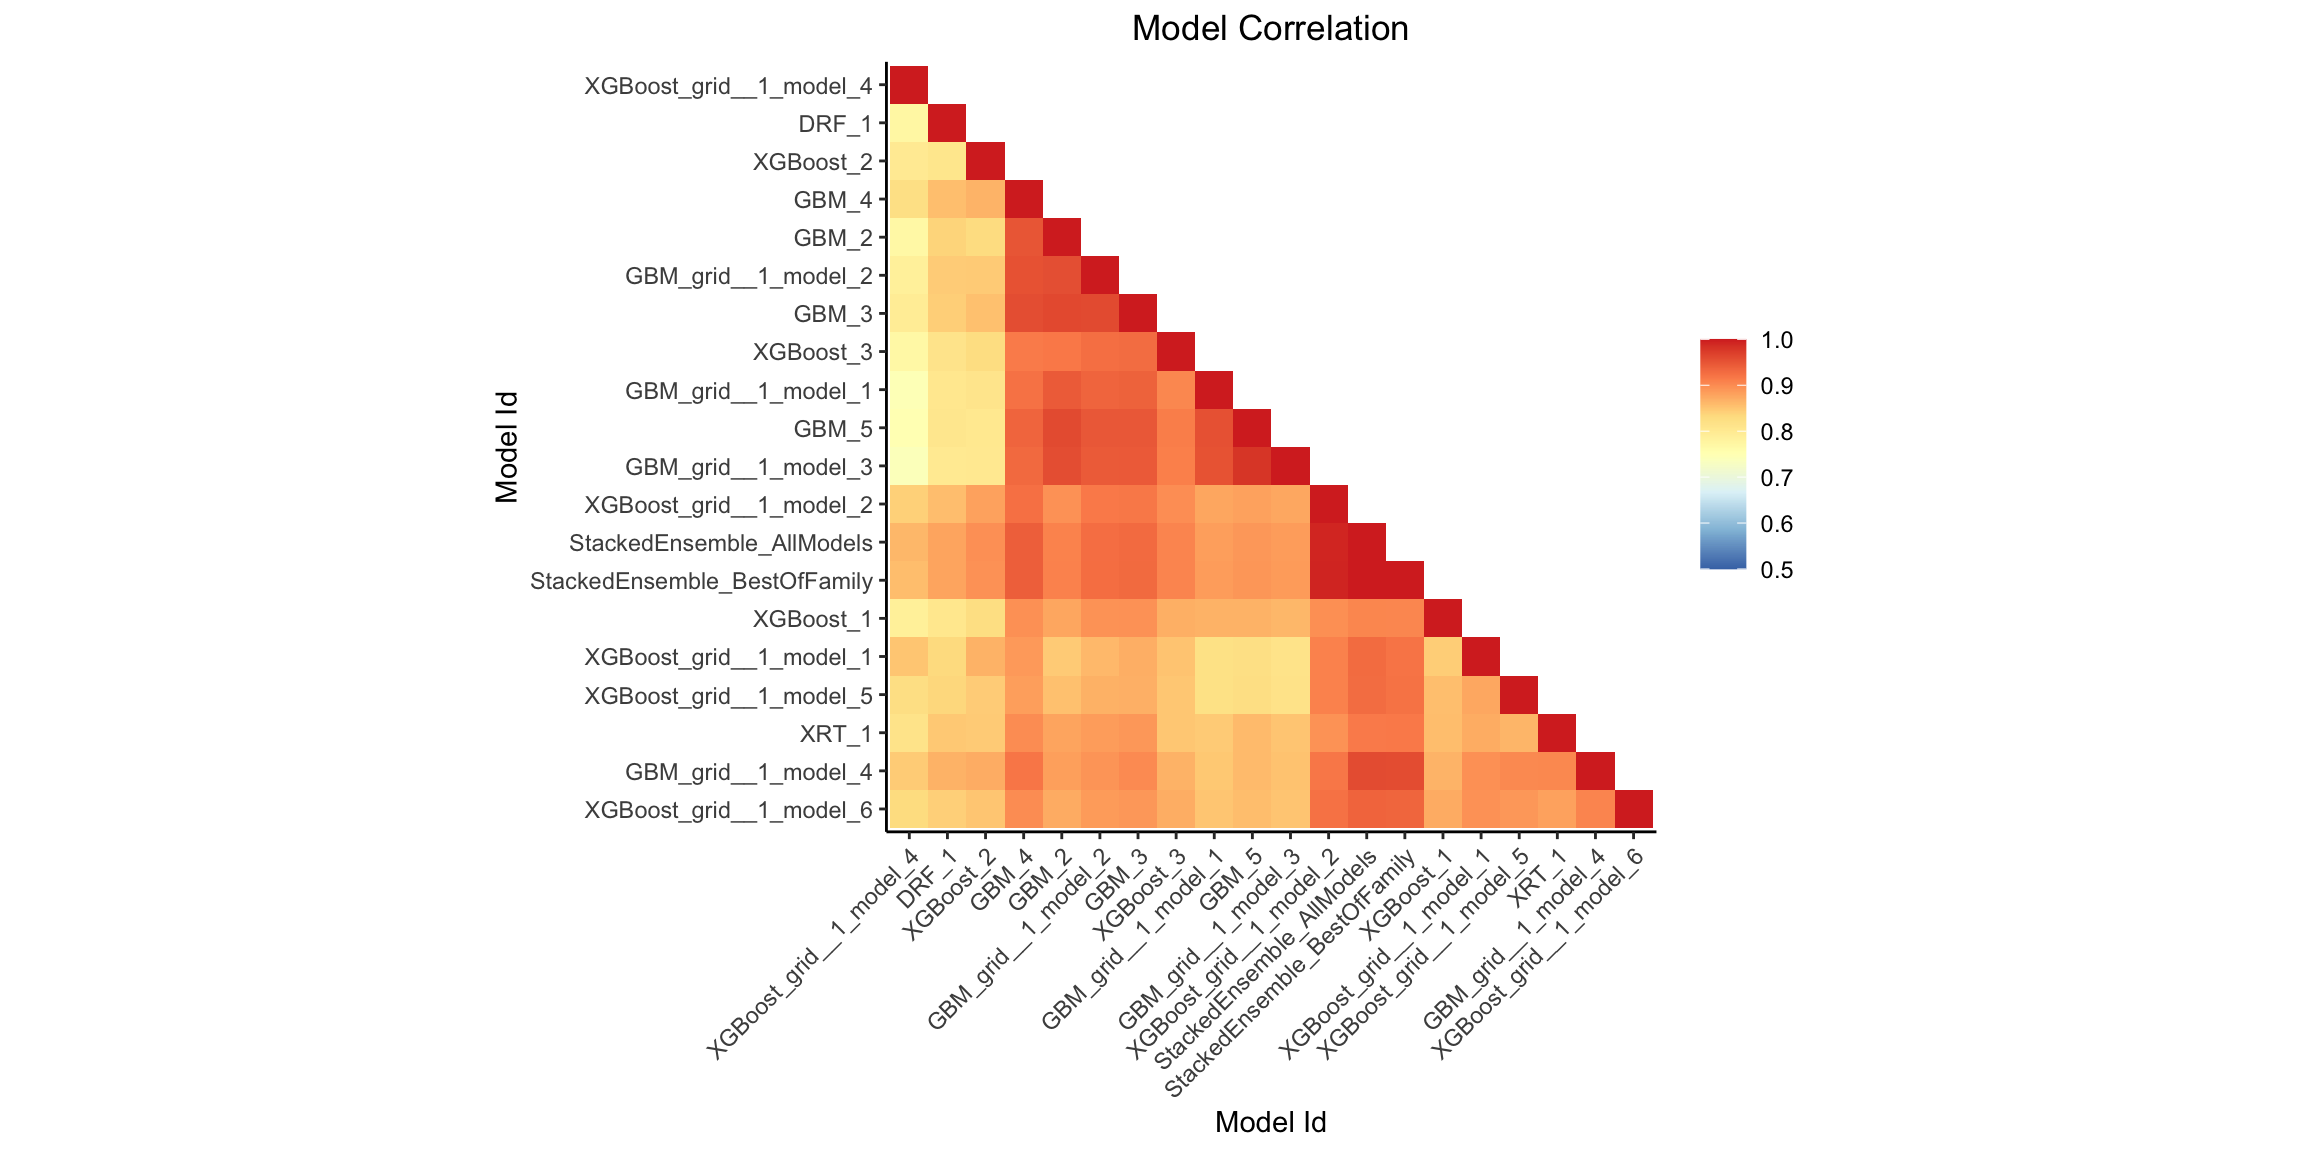 Model Correlation
Model Id
XGBoost_grid__1_model_4
DRF_1
XGBoost_2
GBM_4
GBM_2
GBM_grid__1_model_2
GBM_3
XGBoost_3
GBM_grid__1_model_1
GBM_5
GBM_grid__1_model_3
XGBoost_grid__1_model_2
StackedEnsemble_AllModels
StackedEnsemble_BestOfFamily
XGBoost_1
XGBoost_grid__1_model_1
XGBoost_grid__1_model_5
XRT_1
GBM_grid__1_model_4
XGBoost_grid__1_model_6
1.0
0.9
0.8
0.7
0.6
0.5
XGBoost_grid__1_model_4
DRF_1
XGBoost_2
GBM_4
GBM_2
GBM_grid__1_model_2
GBM_3
XGBoost_3
GBM_grid__1_model_1
GBM_5
GBM_grid__1_model_3
XGBoost_grid__1_model_2
StackedEnsemble_AllModels
StackedEnsemble_BestOfFamily
XGBoost_1
XGBoost_grid__1_model_1
XGBoost_grid__1_model_5
XRT_1
GBM_grid__1_model_4
XGBoost_grid__1_model_6
Model Id